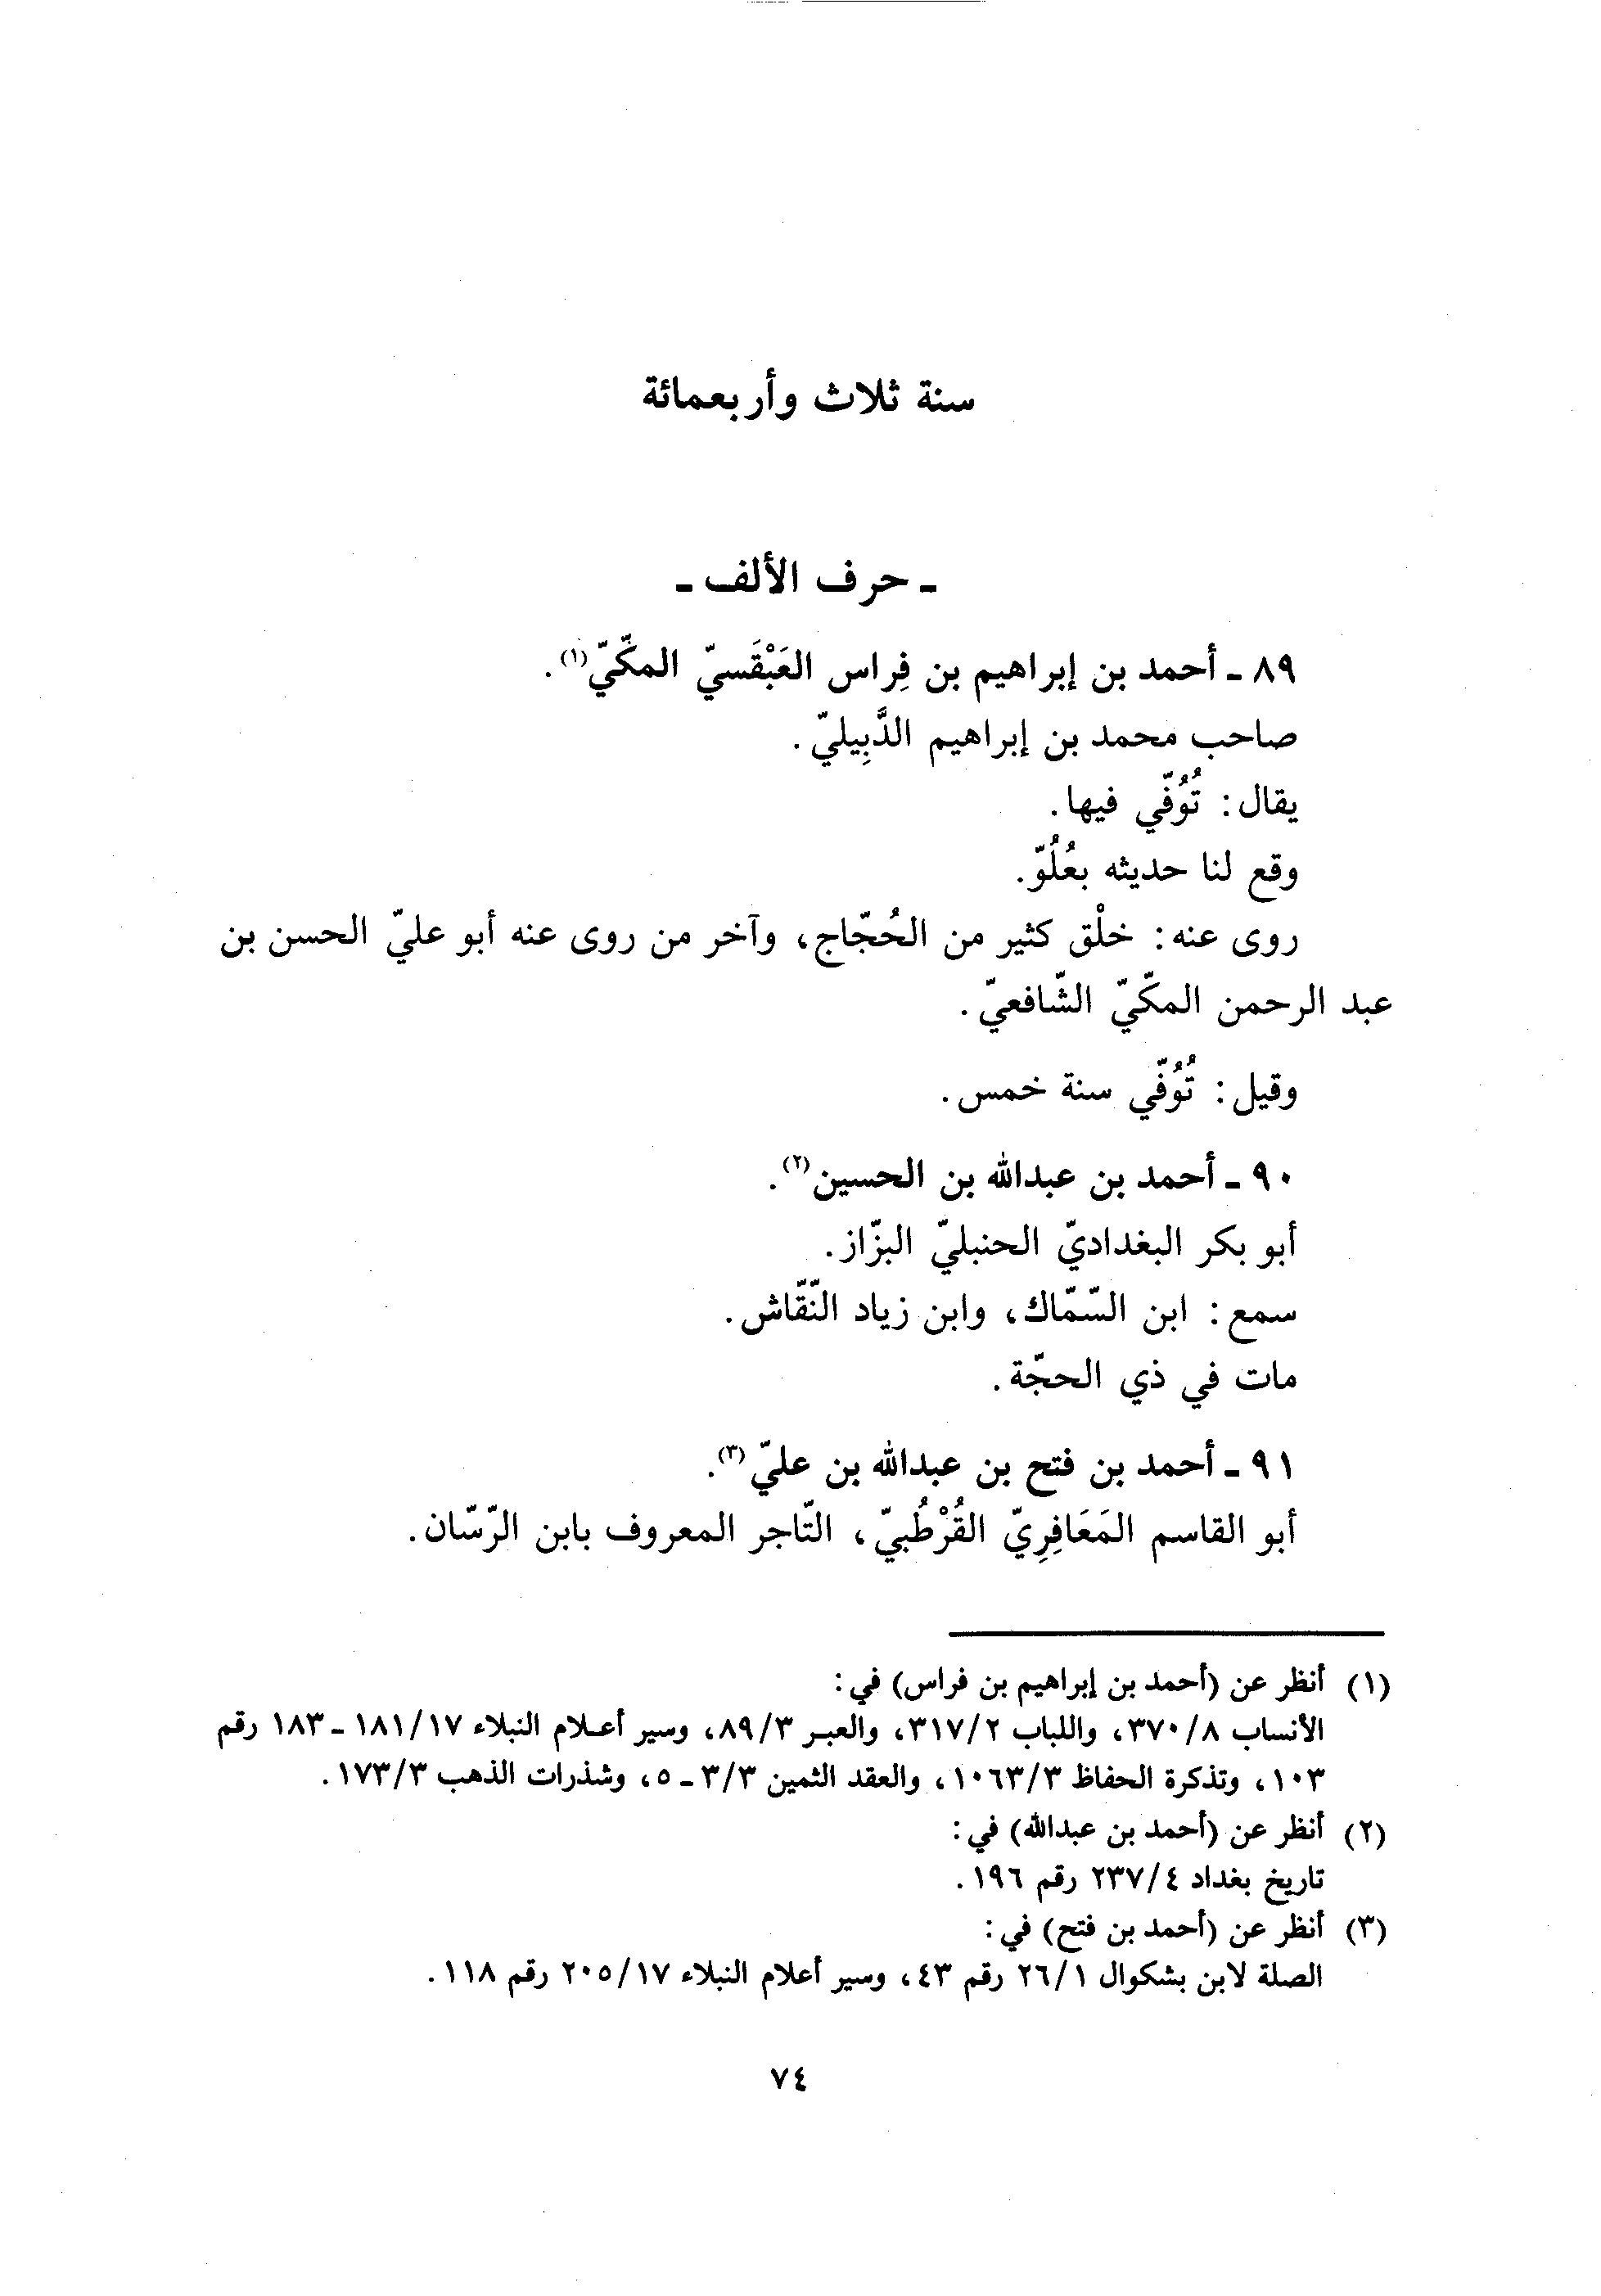 سنة ثلاث وأربعمائة
ـ حرف الألف ـ
٨٩ ـ أحمد بن إبراهيم بن فِراس العَبْقَسيّ المكّيّ(١).
صاحب محمد بن إبراهيم الدَّبِيليّ.
يقال: تُوُفّي فيها.
وقع لنا حديثه بعُلُوّ.
روى عنه: خلْق كثير من الحُجّاج، وآخر من روى عنه أبو عليّ الحسن بن
عبد الرحمن المكّيّ الشّافعيّ.
وقيل: تُوُفّي سنة خمس.
٩٠ ـ أحمد بن عبدالله بن الحسين(٢).
أبو بكر البغداديّ الحنبليّ البزّاز.
سمع: ابن السّمّاك، وابن زياد النّقّاش.
مات في ذي الحجّة.
٩١ ـ أحمد بن فتح بن عبدالله بن عليّ(٣).
أبو القاسم المَعَافِرِيّ القُرْطُبيّ، التّاجر المعروف بابن الرّسّان.
(١) أنظر عن (أحمد بن إبراهيم بن فراس) في:
الأنساب ٣٧٠/٨، واللباب ٣١٧/٢، والعبر ٨٩/٣، وسير أعلام النبلاء ١٨١/١٧ ـ ١٨٣ رقم
١٠٣، وتذكرة الحفاظ ١٠٦٣/٣، والعقد الثمين ٣/٣ ـ ٥، وشذرات الذهب ١٧٣/٣.
(٢) أنظر عن (أحمد بن عبدالله) في:
تاريخ بغداد ٢٣٧/٤ رقم ١٩٦.
(٣) أنظر عن (أحمد بن فتح) في:
الصلة لابن بشكوال ٢٦/١ رقم ٤٣، وسير أعلام النبلاء ٢٠٥/١٧ رقم ١١٨.
٧٤